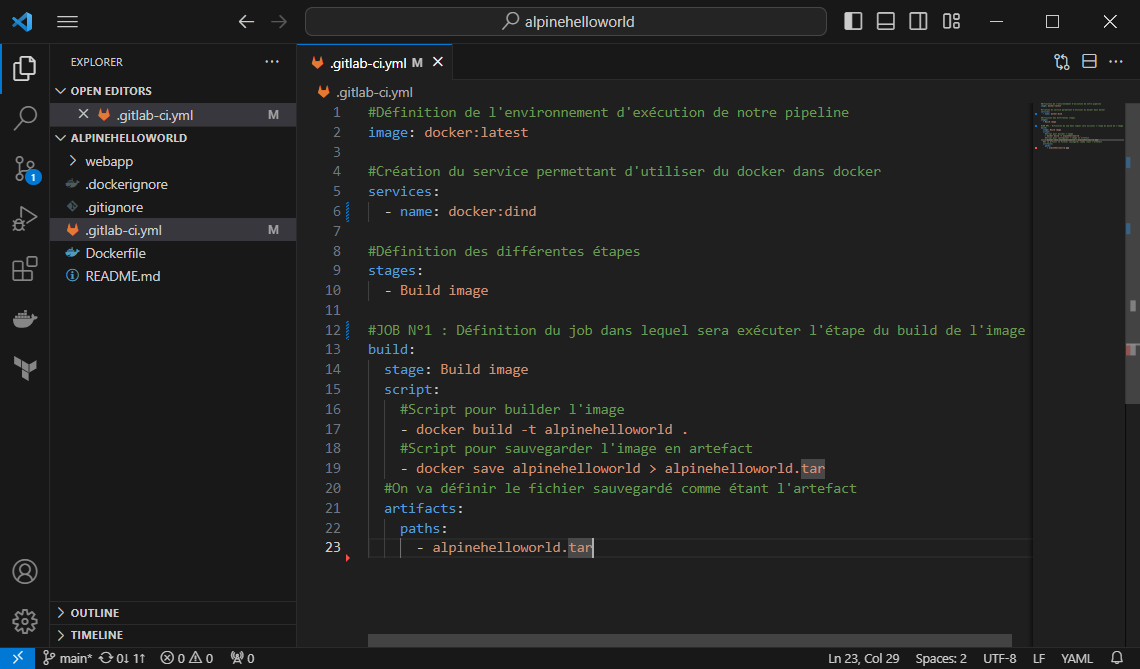 alpinehelloworld
EXPLORER
.gitlab-ci.yml M
OPEN EDITORS
.gitlab-ci.yml M
ALPINEHELLOWORLD
webapp
.dockerignore
.gitignore
.gitlab-ci.yml M
Dockerfile
README.md
1
OUTLINE
TIMELINE
.gitlab-ci.yml
1 #Définition de l'environnement d'exécution de notre pipeline
2 image: docker:latest
3
4 #Création du service permettant d'utiliser du docker dans docker
5 services:
6 - name: docker:dind
7
8 #Définition des différentes étapes
9 stages:
10 - Build image
11
12 #JOB N°1 : Définition du job dans lequel sera exécuter l'étape du build de l'image
13 build:
14 stage: Build image
15 script:
16 #Script pour builder l'image
17 - docker build -t alpinehelloworld .
18 #Script pour sauvegarder l'image en artefact
19 - docker save alpinehelloworld > alpinehelloworld.tar
20 #On va définir le fichier sauvegardé comme étant l'artefact
21 artifacts:
22 paths:
23 - alpinehelloworld.tar
main* 0↓ 1↑ 0 0 0 Ln 23, Col 29 Spaces: 2 UTF-8 LF YAML